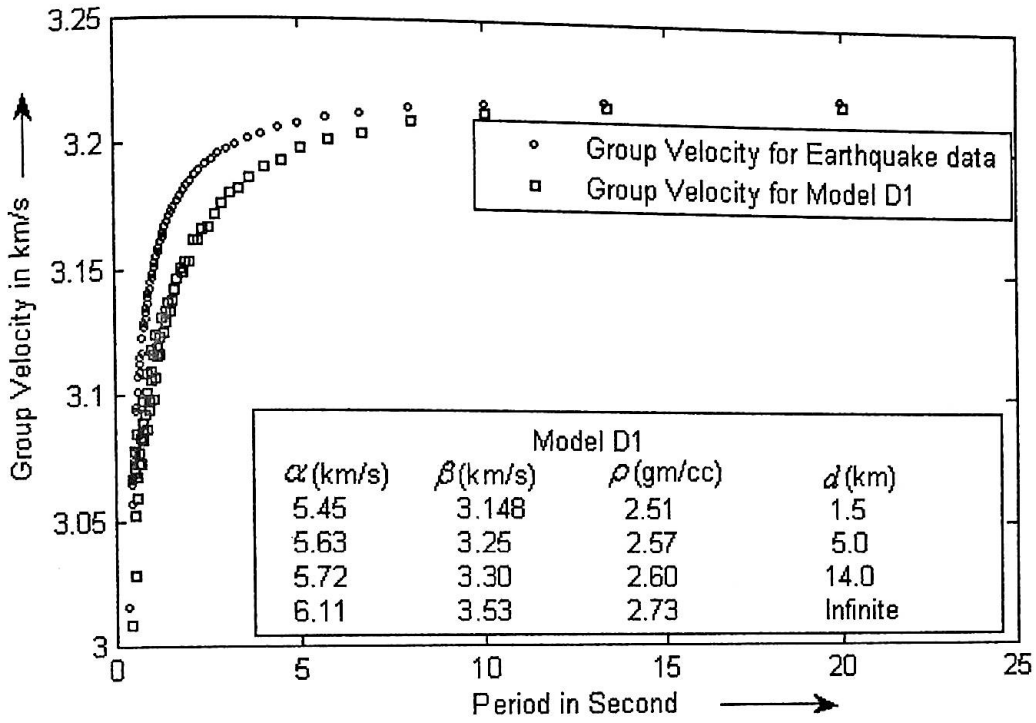 3.25
3.2
3.15
3.1
3.05
3
Group Velocity in km/s
Group Velocity for Earthquake data
Group Velocity for Model D1
Model D1
α (km/s) β (km/s) ρ (gm/cc) d (km)
5.45 3.148 2.51 1.5
5.63 3.25 2.57 5.0
5.72 3.30 2.60 14.0
6.11 3.53 2.73 Infinite
0 5 10 15 20 25
Period in Second